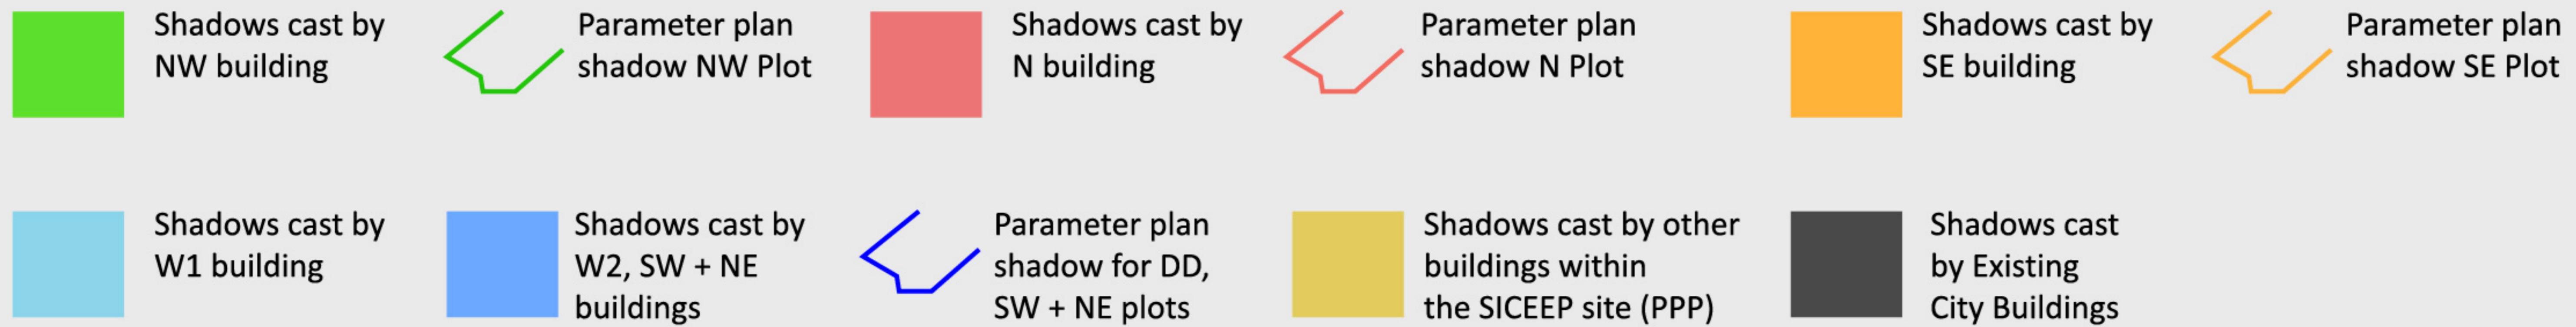 Shadows cast by
NW building
Parameter plan
shadow NW Plot
Shadows cast by
N building
Parameter plan
shadow N Plot
Shadows cast by
SE building
Parameter plan
shadow SE Plot
Shadows cast by
W1 building
Shadows cast by
W2, SW + NE
buildings
Parameter plan
shadow for DD,
SW + NE plots
Shadows cast by other
buildings within
the SICEEP site (PPP)
Shadows cast
by Existing
City Buildings